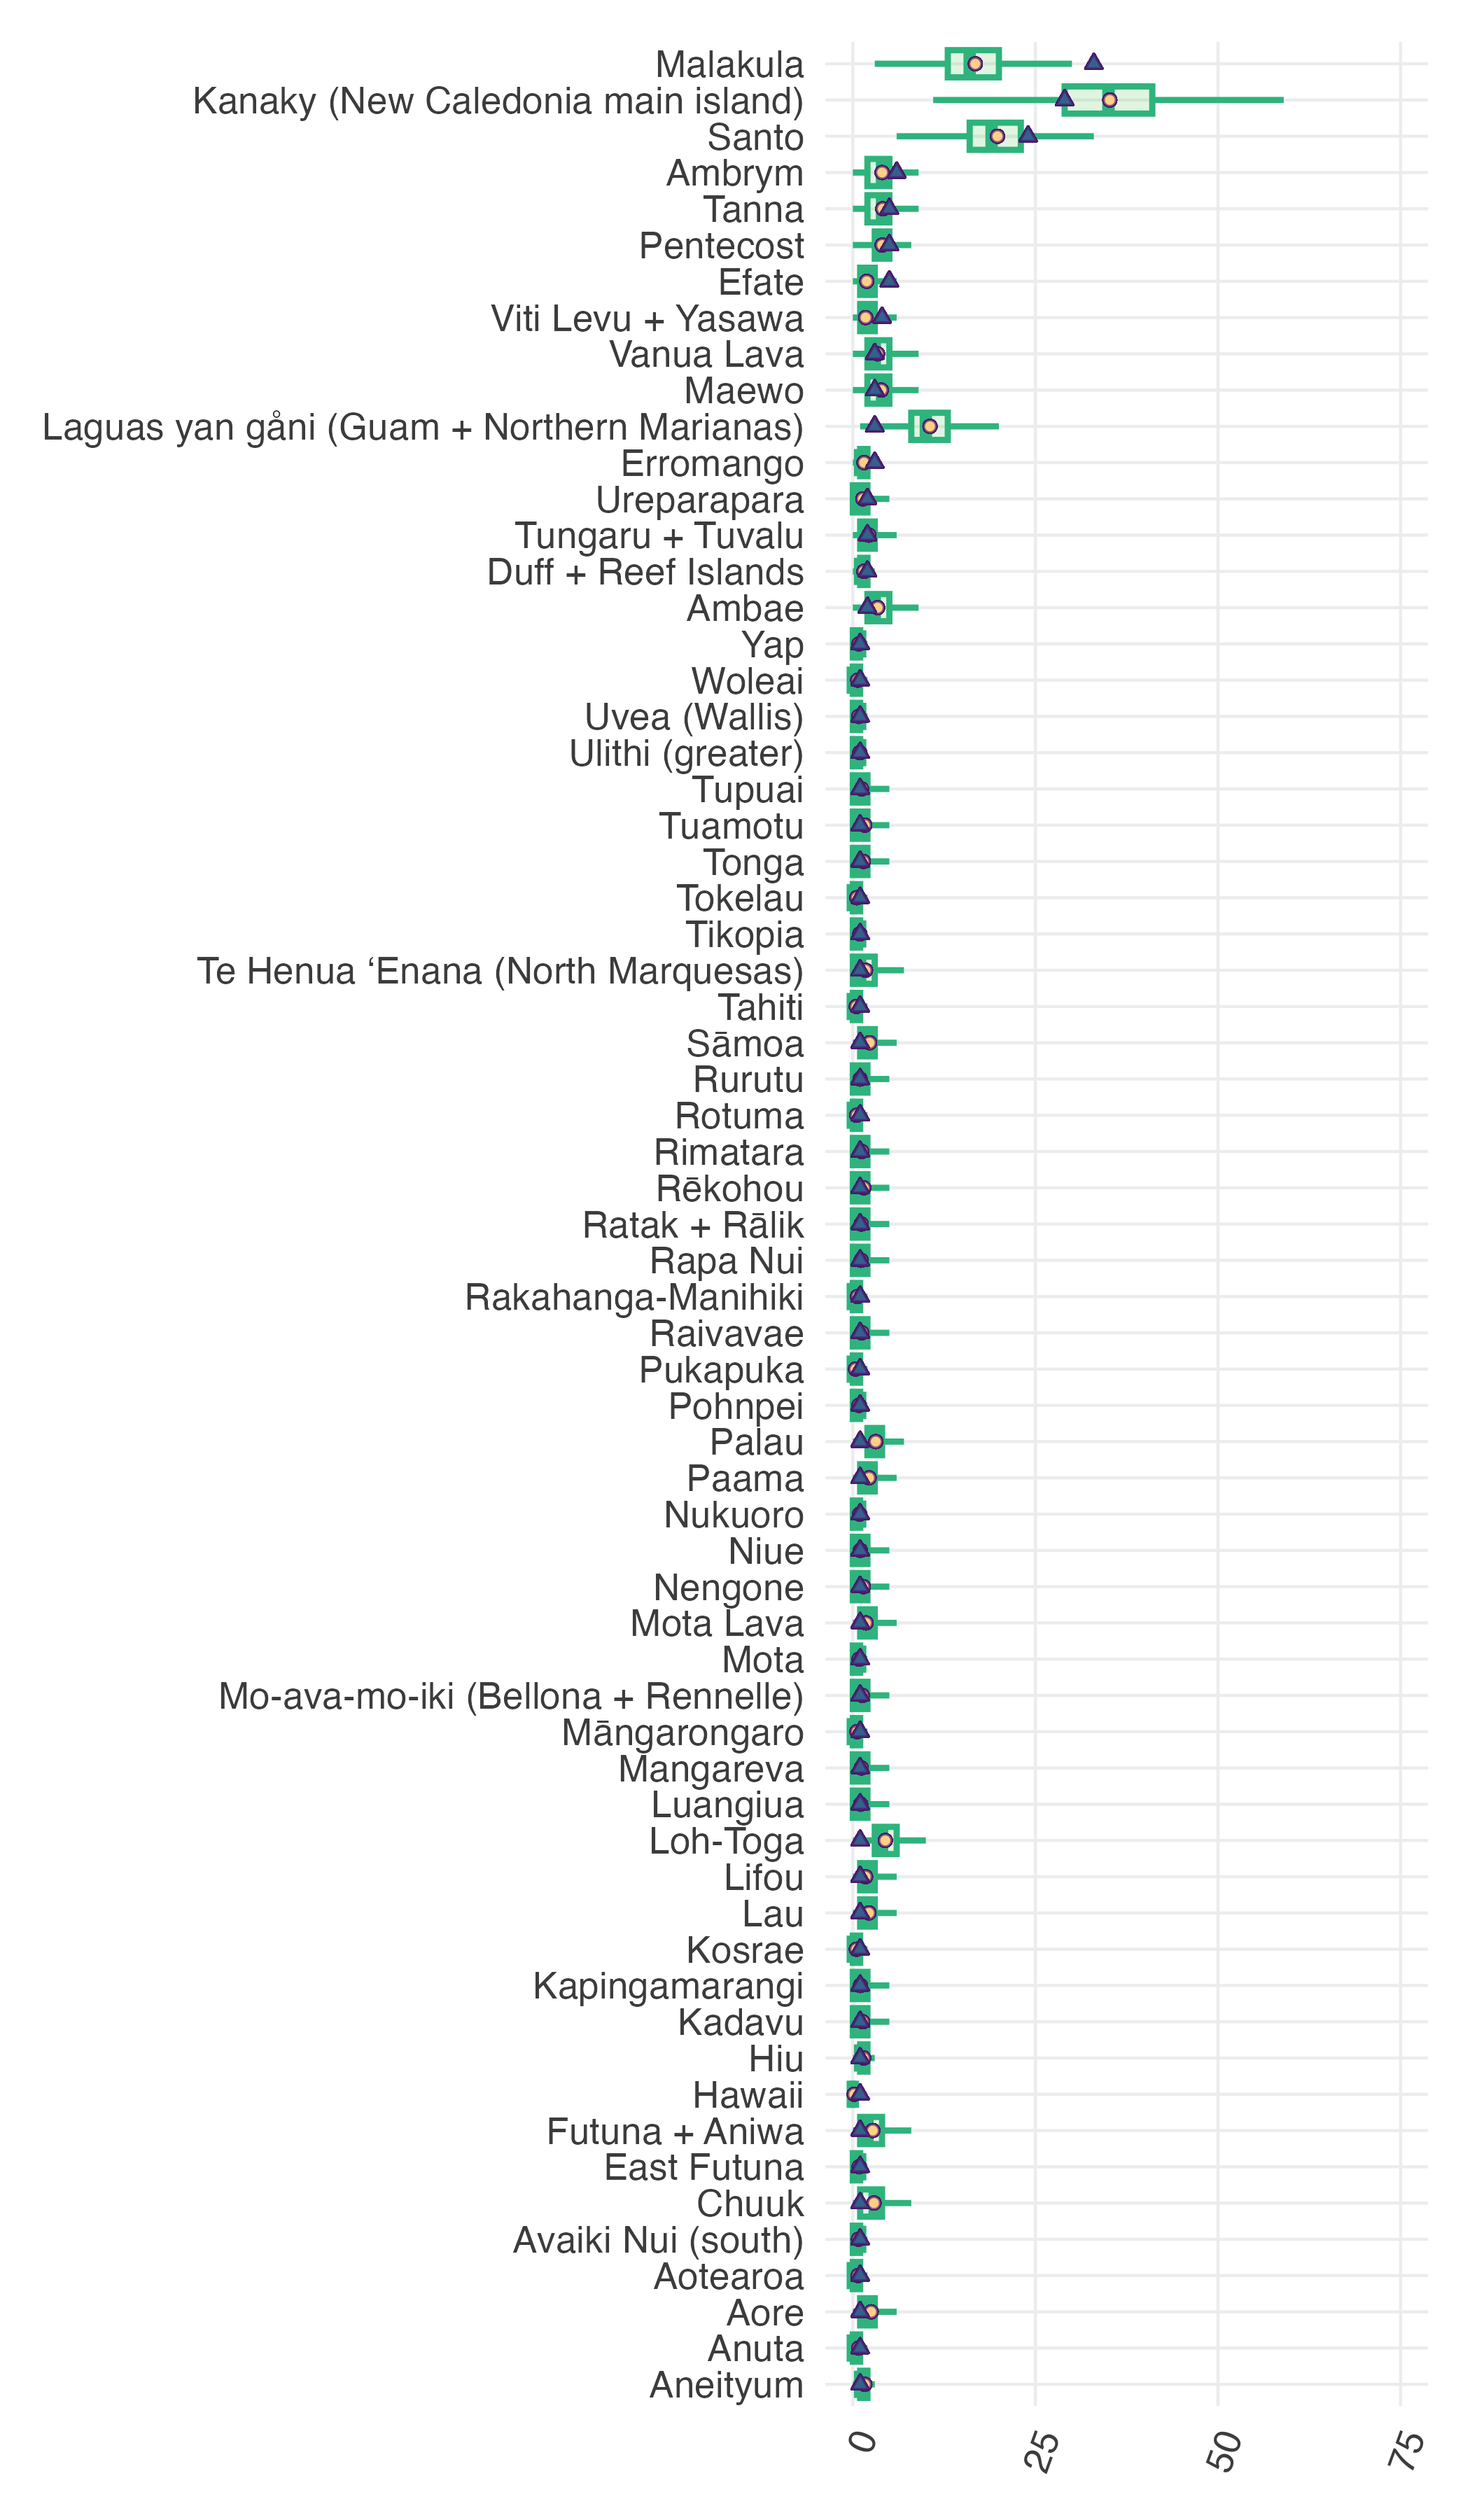 Malakula
Kanaky (New Caledonia main island)
Santo
Ambrym
Tanna
Pentecost
Efate
Viti Levu + Yasawa
Vanua Lava
Maewo
Laguas yan gåni (Guam + Northern Marianas)
Erromango
Ureparapara
Tungaru + Tuvalu
Duff + Reef Islands
Ambae
Yap
Woleai
Uvea (Wallis)
Ulithi (greater)
Tupuai
Tuamotu
Tonga
Tokelau
Tikopia
Te Henua ‘Enana (North Marquesas)
Tahiti
Sāmoa
Rurutu
Rotuma
Rimatara
Rēkohou
Ratak + Rālik
Rapa Nui
Rakahanga-Manihiki
Raivavae
Pukapuka
Pohnpei
Palau
Paama
Nukuoro
Niue
Nengone
Mota Lava
Mota
Mo-ava-mo-iki (Bellona + Rennelle)
Māngarongaro
Mangareva
Luangiua
Loh-Toga
Lifou
Lau
Kosrae
Kapingamarangi
Kadavu
Hiu
Hawaii
Futuna + Aniwa
East Futuna
Chuuk
Avaiki Nui (south)
Aotearoa
Aore
Anuta
Aneityum
0 25 50 75